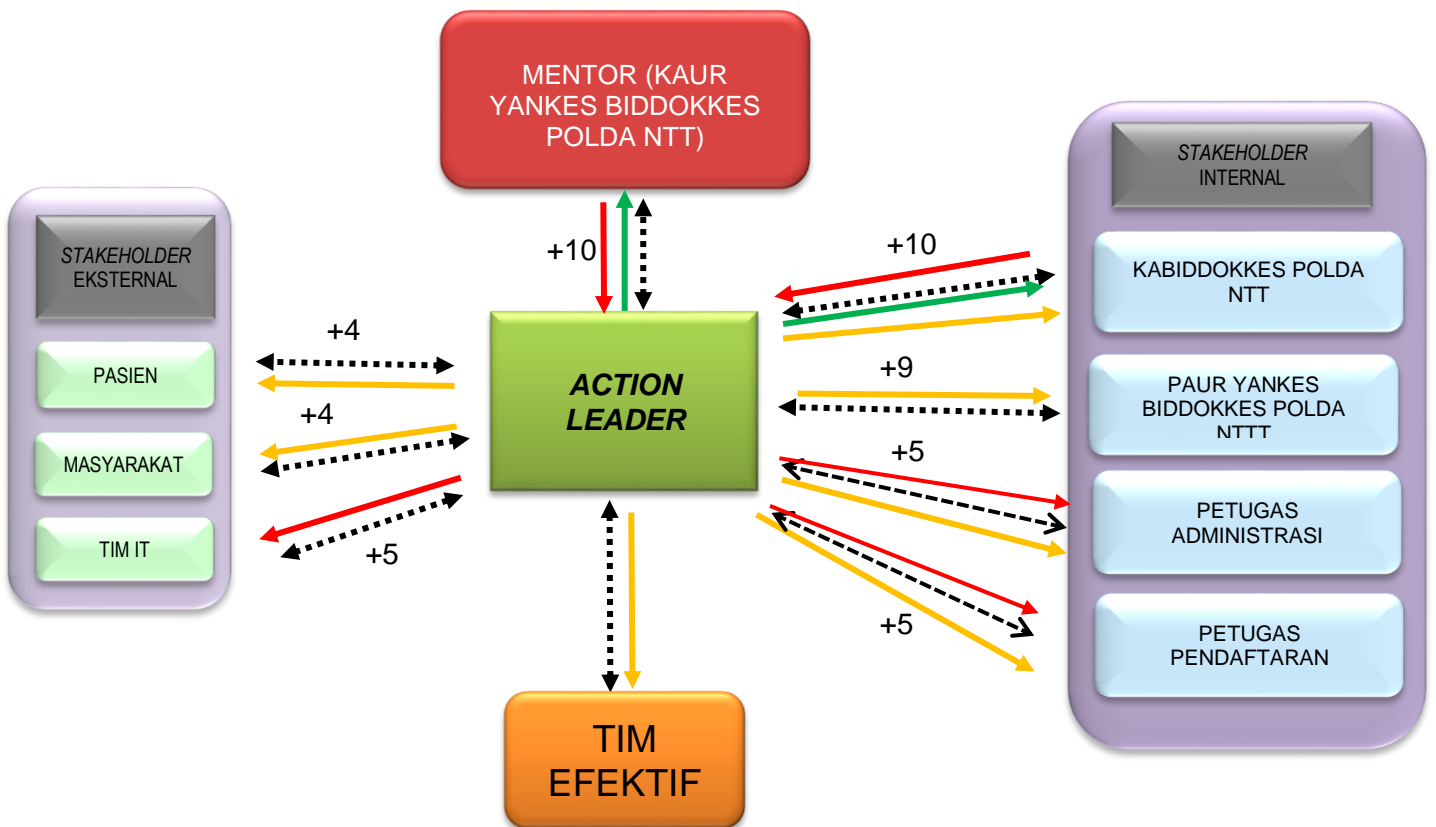 MENTOR (KAUR
YANKES BIDDOKKES
POLDA NTT)
STAKEHOLDER
INTERNAL
KABIDDOKKES POLDA
NTT
PAUR YANKES
BIDDOKKES POLDA
NTTT
PETUGAS
ADMINISTRASI
PETUGAS
PENDAFTARAN
STAKEHOLDER
EKSTERNAL
PASIEN
MASYARAKAT
TIM IT
ACTION
LEADER
TIM
EFEKTIF
+10
+10
+9
+5
+5
+4
+4
+5